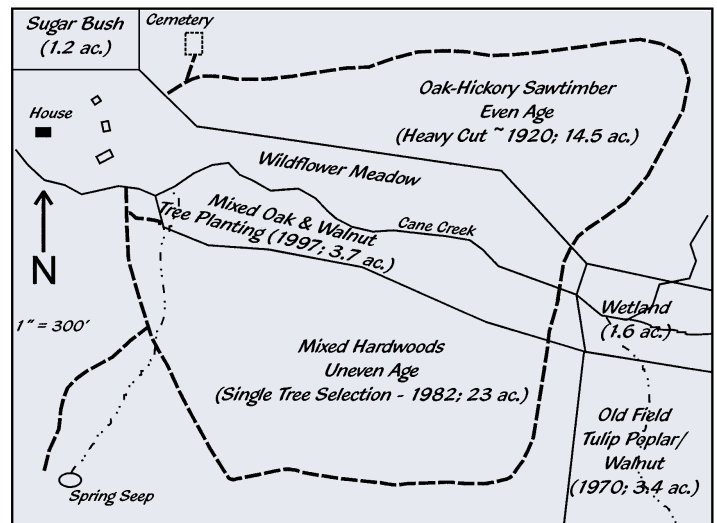 Sugar Bush
(1.2 ac.)
Cemetery
House
Oak-Hickory Sawtimber
Even Age
(Heavy Cut ~ 1920; 14.5 ac.)
Wildflower Meadow
Mixed Oak & Walnut
Tree Planting (1997; 3.7 ac.)
Cane Creek
N
1" = 300'
Wetland
(1.6 ac.)
Mixed Hardwoods
Uneven Age
(Single Tree Selection - 1982; 23 ac.)
Old Field
Tulip Poplar/
Walnut
(1970; 3.4 ac.)
Spring Seep